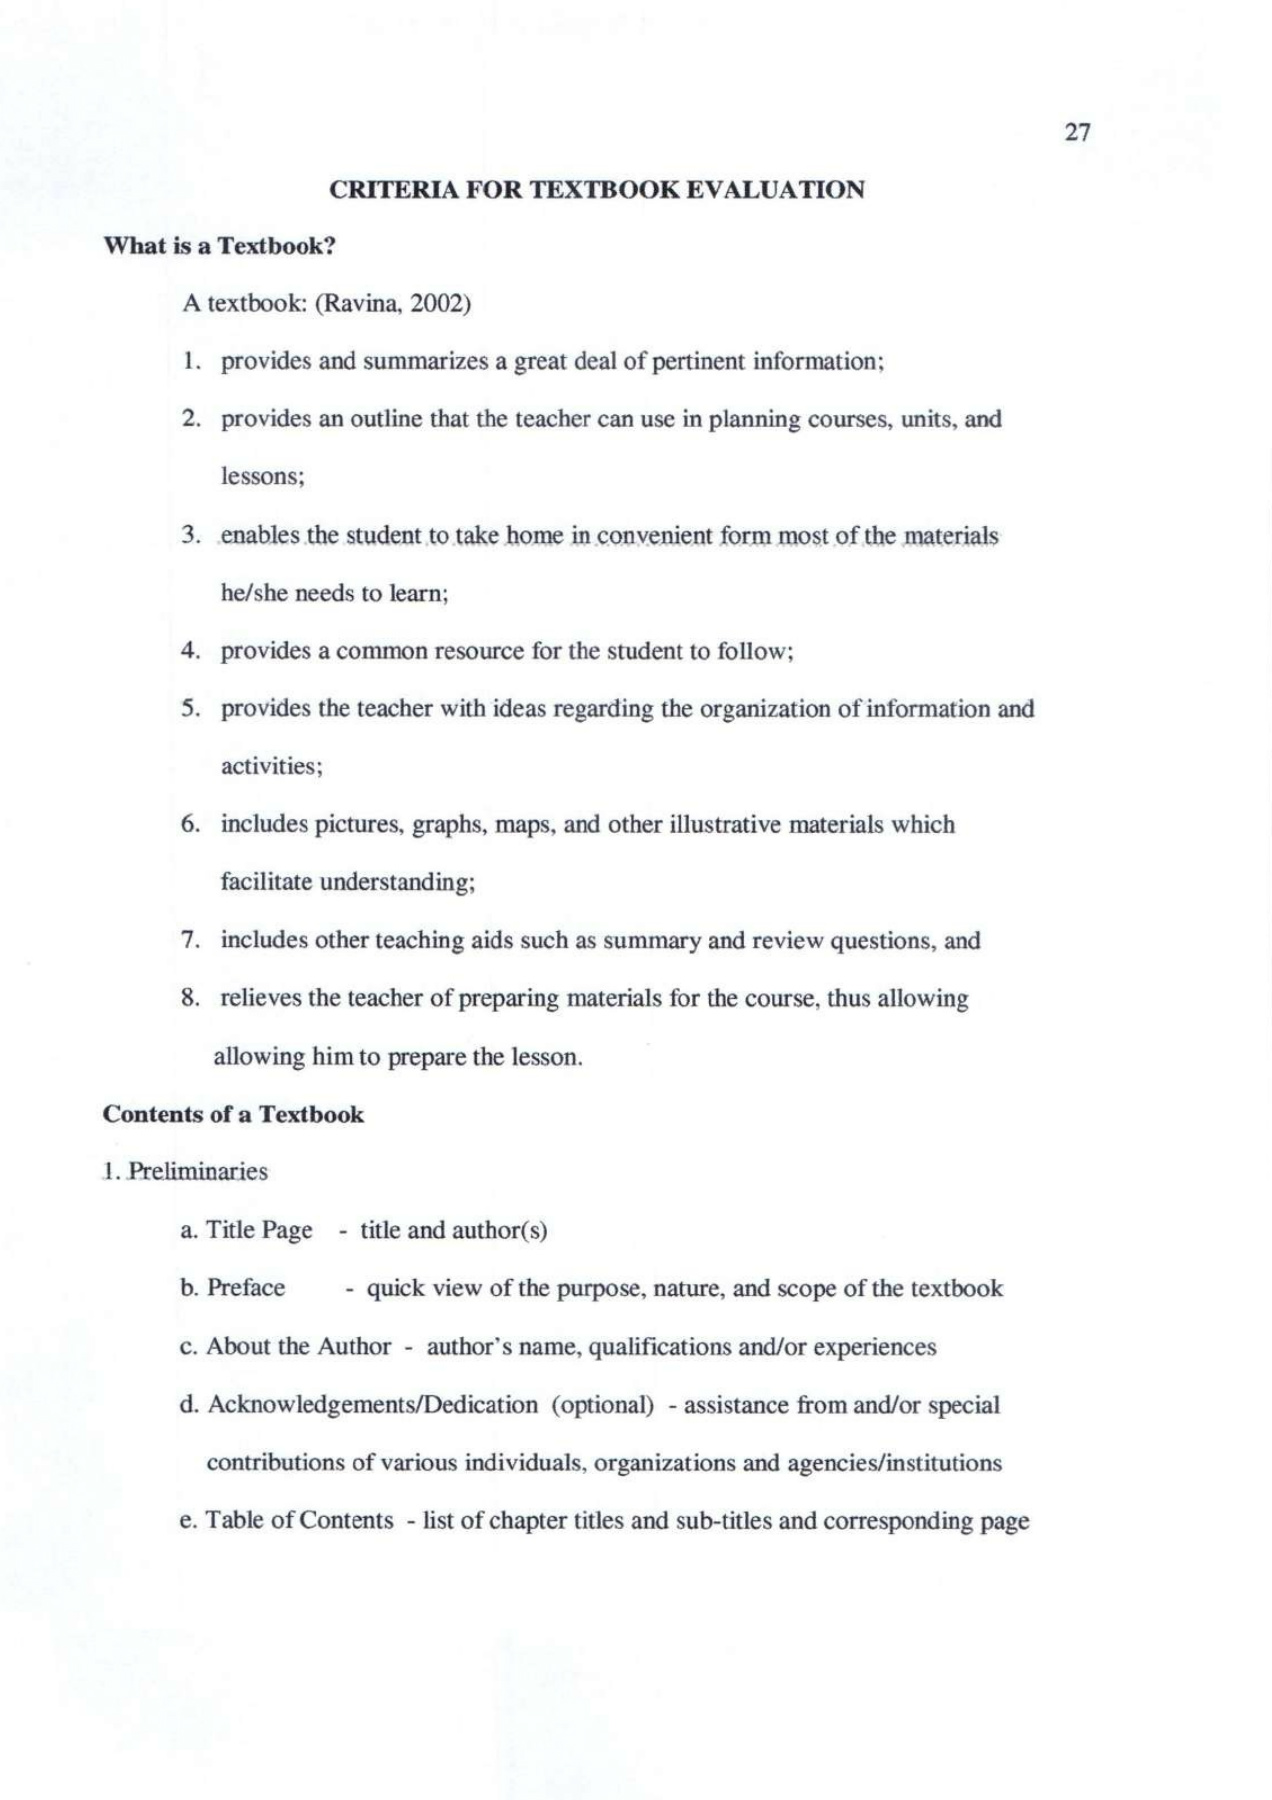 27
CRITERIA FOR TEXTBOOK EVALUATION
What is a Textbook?
A textbook: (Ravina, 2002)
1. provides and summarizes a great deal of pertinent information;
2. provides an outline that the teacher can use in planning courses, units, and
lessons;
3. enables the student to take home in convenient form most of the materials
he/she needs to learn;
4. provides a common resource for the student to follow;
5. provides the teacher with ideas regarding the organization of information and
activities;
6. includes pictures, graphs, maps, and other illustrative materials which
facilitate understanding;
7. includes other teaching aids such as summary and review questions, and
8. relieves the teacher of preparing materials for the course, thus allowing
allowing him to prepare the lesson.
Contents of a Textbook
1. Preliminaries
a. Title Page - title and author(s)
b. Preface - quick view of the purpose, nature, and scope of the textbook
c. About the Author - author's name, qualifications and/or experiences
d. Acknowledgements/Dedication (optional) - assistance from and/or special
contributions of various individuals, organizations and agencies/institutions
e. Table of Contents - list of chapter titles and sub-titles and corresponding page